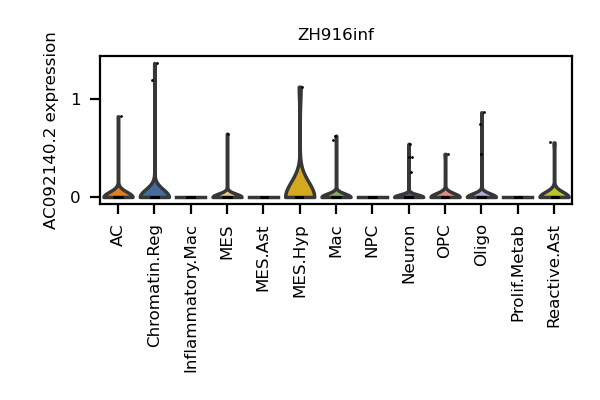 ZH916inf
AC092140.2 expression
1
0
AC
Chromatin.Reg
Inflammatory.Mac
MES
MES.Ast
MES.Hyp
Mac
NPC
Neuron
OPC
Oligo
Prolif.Metab
Reactive.Ast